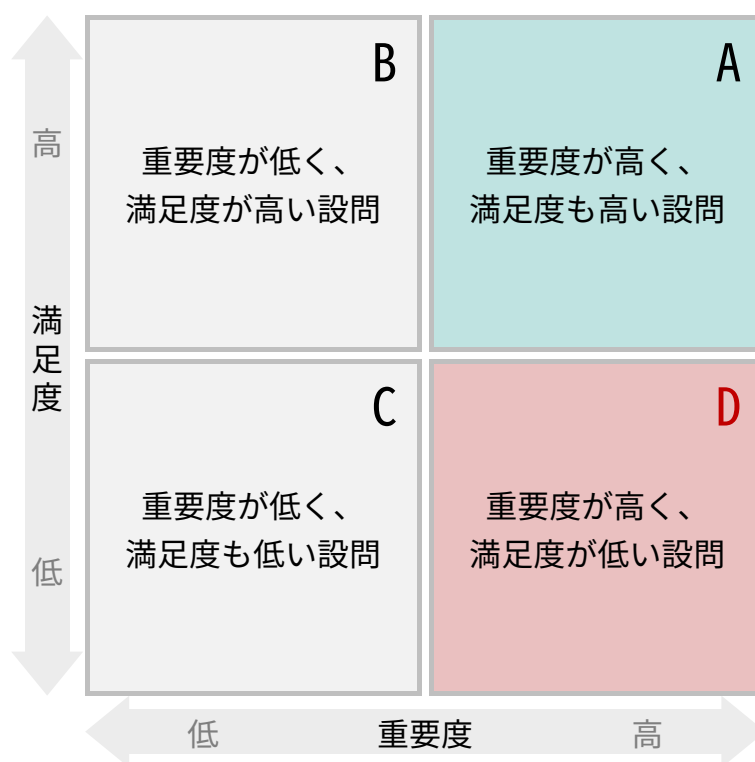 B
A
高
重要度が低く、
満足度が高い設問
重要度が高く、
満足度も高い設問
満足度
C
D
重要度が低く、
満足度も低い設問
重要度が高く、
満足度が低い設問
低
低
重要度
高